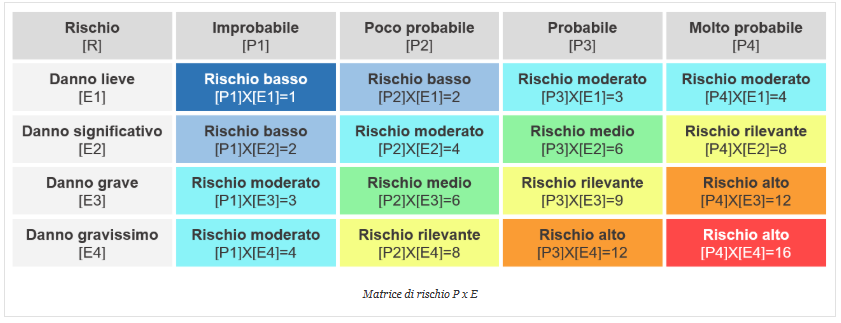 Rischio Improbabile Poco probabile Probabile Molto probabile
[R] [P1] [P2] [P3] [P4]
Danno lieve Rischio basso Rischio basso Rischio moderato Rischio moderato
[E1] [P1]X[E1]=1 [P2]X[E1]=2 [P3]X[E1]=3 [P4]X[E1]=4
Danno significativo Rischio basso Rischio moderato Rischio medio Rischio rilevante
[E2] [P1]X[E2]=2 [P2]X[E2]=4 [P3]X[E2]=6 [P4]X[E2]=8
Danno grave Rischio moderato Rischio medio Rischio rilevante Rischio alto
[E3] [P1]X[E3]=3 [P2]X[E3]=6 [P3]X[E3]=9 [P4]X[E3]=12
Danno gravissimo Rischio moderato Rischio rilevante Rischio alto Rischio alto
[E4] [P1]X[E4]=4 [P2]X[E4]=8 [P3]X[E4]=12 [P4]X[E4]=16
Matrice di rischio P x E